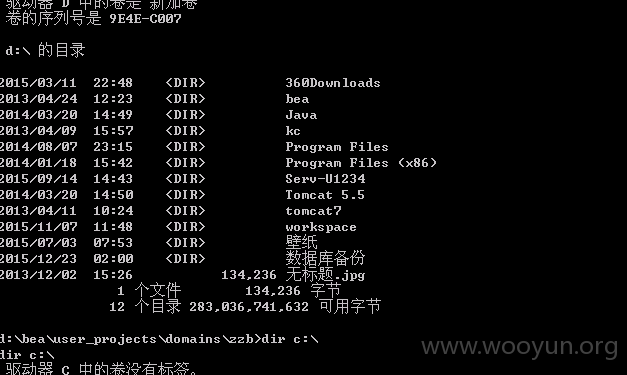 驱动器 D 中的卷是 新加卷
卷的序列号是 9E4E-C007
d:\ 的目录
2015/03/11 22:48 <DIR> 360Downloads
2013/04/24 12:23 <DIR> bea
2014/03/20 14:49 <DIR> Java
2013/04/09 15:57 <DIR> kc
2014/08/07 23:15 <DIR> Program Files
2014/01/18 15:42 <DIR> Program Files (x86)
2015/09/14 14:43 <DIR> Serv-U1234
2014/03/20 14:50 <DIR> Tomcat 5.5
2013/04/11 10:24 <DIR> tomcat7
2015/11/07 11:48 <DIR> workspace
2015/07/03 07:53 <DIR> 壁纸
2015/12/23 02:00 <DIR> 数据库备份
2013/12/02 15:26 134,236 无标题.jpg
1 个文件 134,236 字节
12 个目录 283,036,741,632 可用字节
d:\bea\user_projects\domains\zzb>dir c:\
dir c:\
驱动器 C 中的卷没有标签。
www.wooyun.org